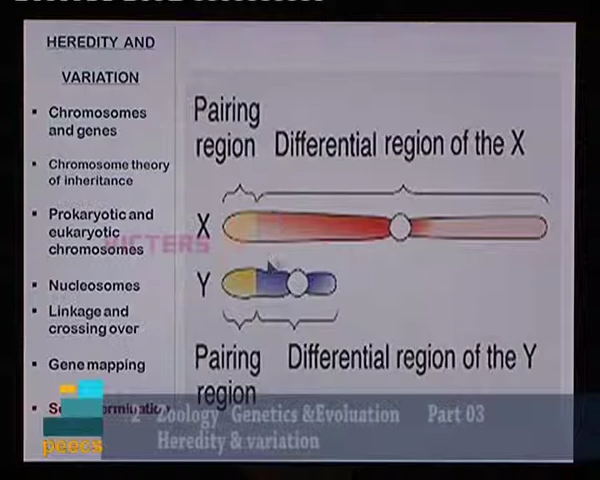 HEREDITY AND
VARIATION
▪ Chromosomes
and genes
▪ Chromosome theory
of inheritance
▪ Prokaryotic and
eukaryotic
chromosomes
▪ Nucleosomes
▪ Linkage and
crossing over
▪ Gene mapping
Pairing
region
Differential region of the X
X
VICTERS
Y
Pairing
region
Differential region of the Y
2 Zoology Genetics &Evoluation Part 03
Heredity & variation
peecs